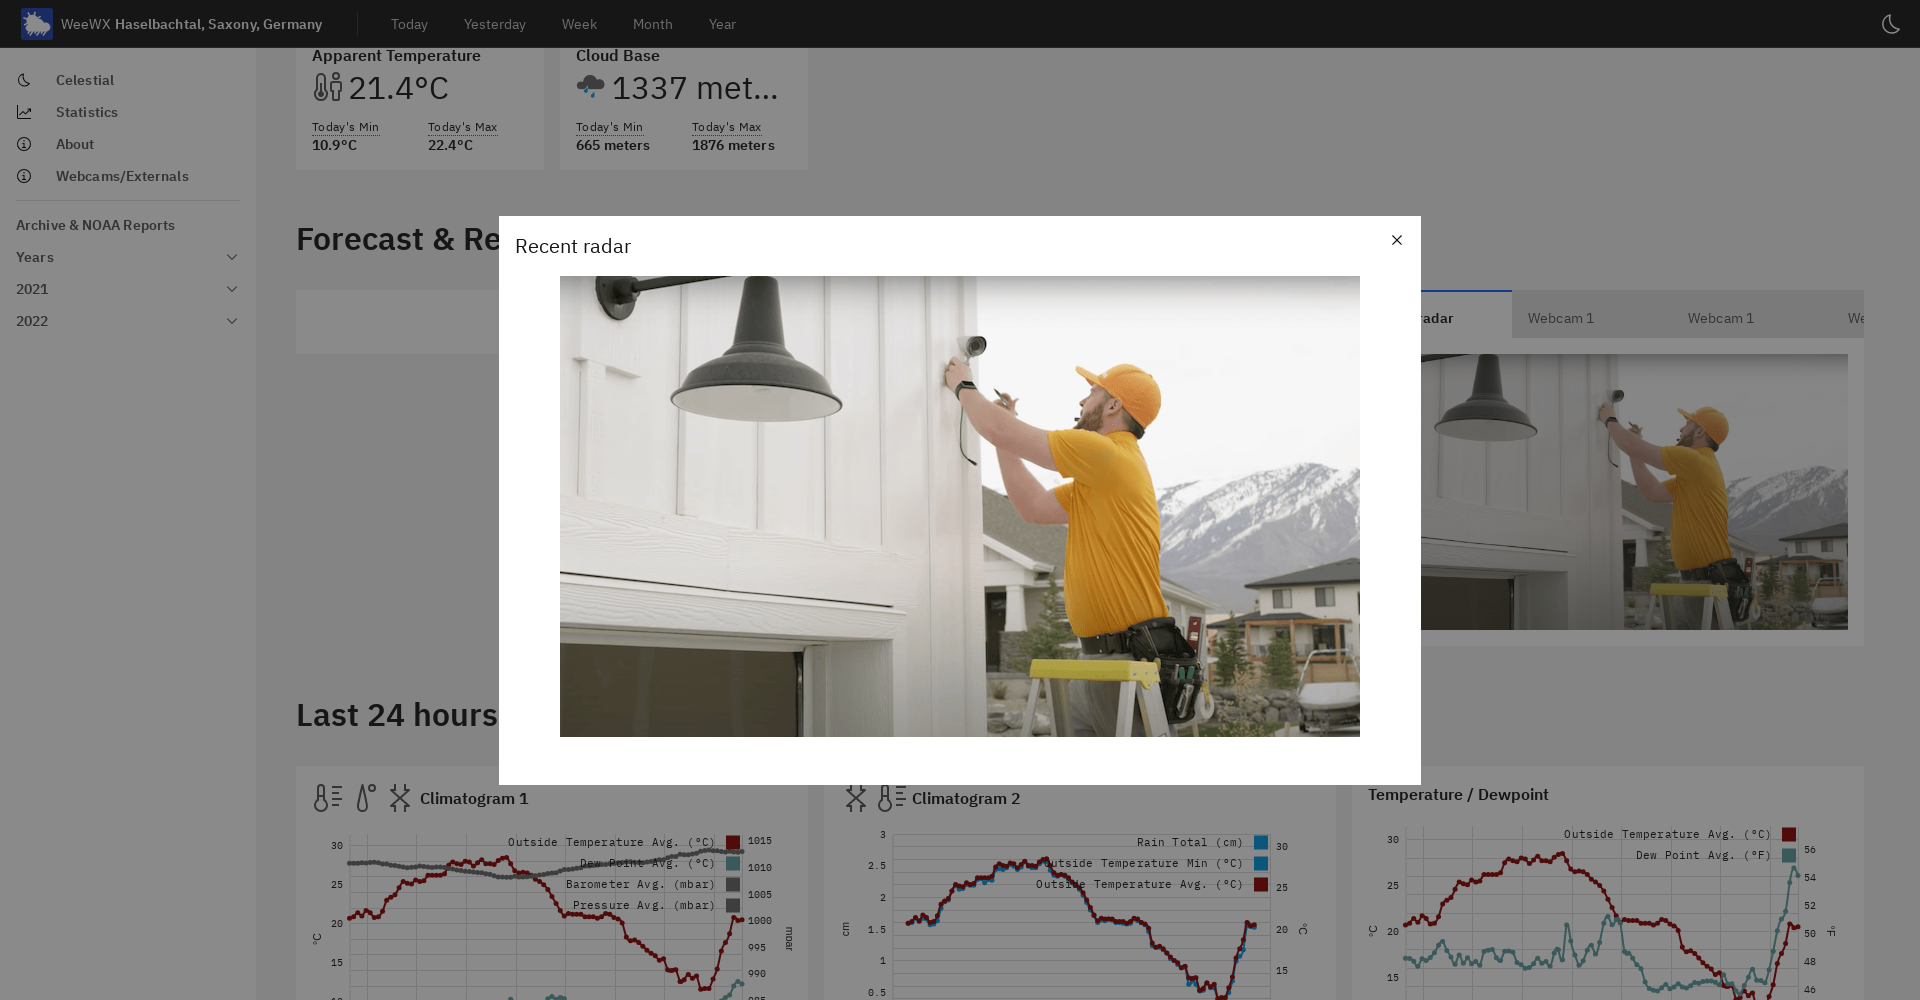 WeeWX Haselbachtal, Saxony, Germany
Today
Yesterday
Week
Month
Year
Celestial
Statistics
About
Webcams/Externals
Archive & NOAA Reports
Years
2021
2022
Apparent Temperature
21.4°C
Today's Min
Today's Max
10.9°C
22.4°C
Cloud Base
1337 met...
Today's Min
Today's Max
665 meters
1876 meters
Forecast & Re
Recent radar
radar
Webcam 1
Webcam 1
We
Last 24 hours
Climatogram 1
Outside Temperature Avg. (°C)
Dew Point Avg. (°C)
Barometer Avg. (mbar)
Pressure Avg. (mbar)
30
25
20
15
10
°C
1015
1010
1005
1000
995
990
985
mbar
Climatogram 2
Rain Total (cm)
Outside Temperature Min (°C)
Outside Temperature Avg. (°C)
3
2.5
2
1.5
1
0.5
cm
30
25
20
15
°C
Temperature / Dewpoint
Outside Temperature Avg. (°C)
Dew Point Avg. (°F)
30
25
20
15
°C
56
54
52
50
48
46
°F